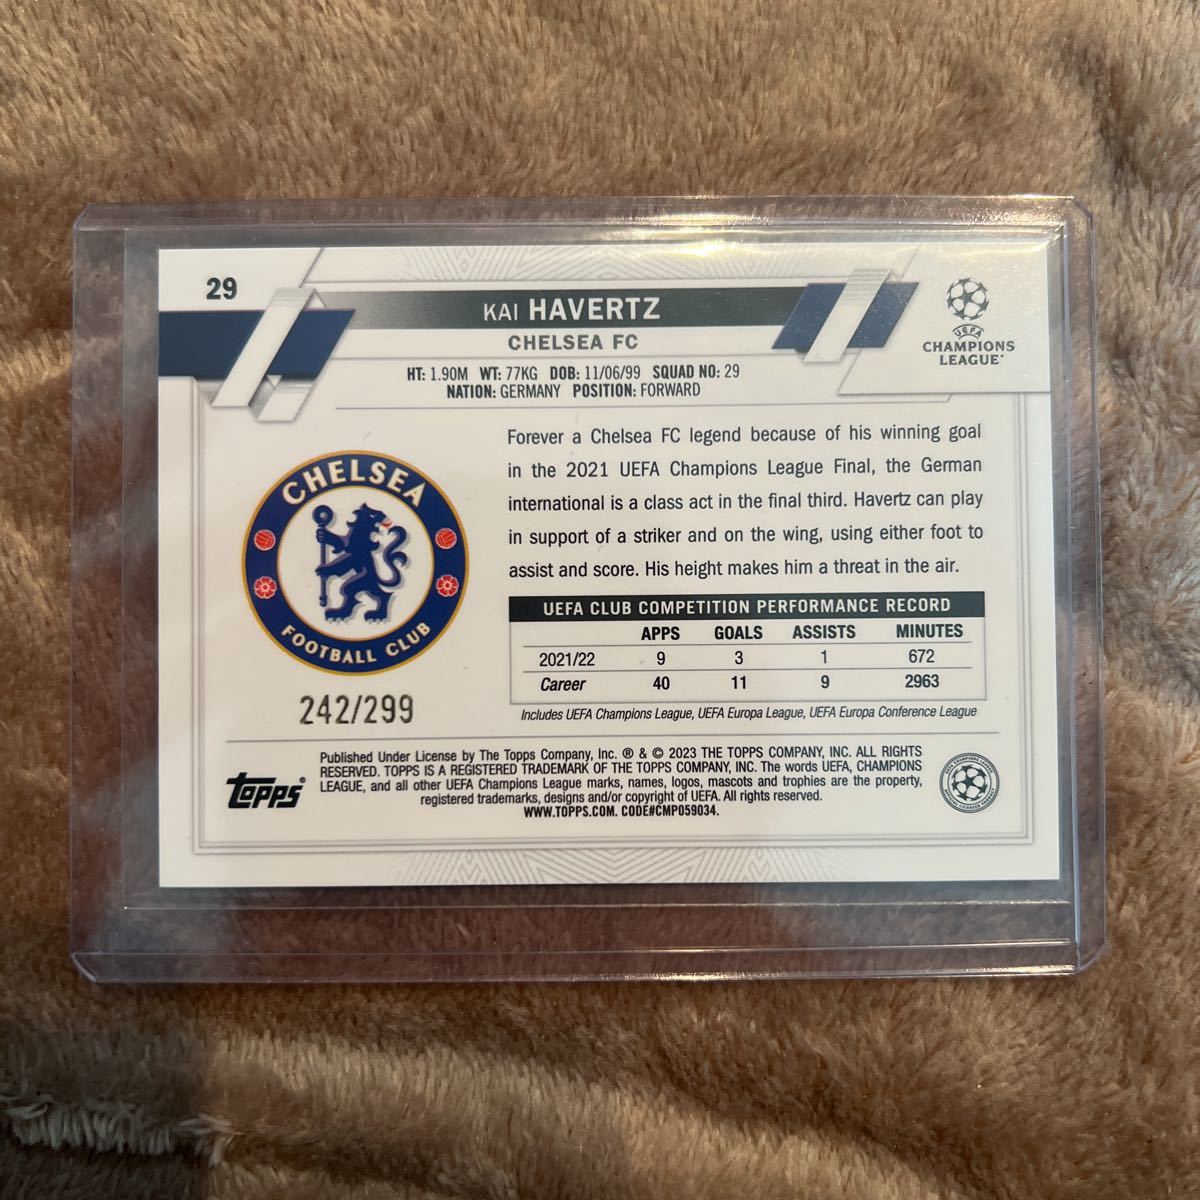 29
KAI HAVERTZ
CHELSEA FC
HT: 1.90M WT: 77KG DOB: 11/06/99 SQUAD NO: 29
NATION: GERMANY POSITION: FORWARD
UEFA
CHAMPIONS
LEAGUE®
Forever a Chelsea FC legend because of his winning goal
in the 2021 UEFA Champions League Final, the German
international is a class act in the final third. Havertz can play
in support of a striker and on the wing, using either foot to
assist and score. His height makes him a threat in the air.
CHELSEA
FOOTBALL CLUB
242/299
UEFA CLUB COMPETITION PERFORMANCE RECORD
APPS GOALS ASSISTS MINUTES
2021/22 9 3 1 672
Career 40 11 9 2963
Includes UEFA Champions League, UEFA Europa League, UEFA Europa Conference League
Topps®
Published Under License by The Topps Company, Inc. ® & © 2023 THE TOPPS COMPANY, INC. ALL RIGHTS
RESERVED. TOPPS IS A REGISTERED TRADEMARK OF THE TOPPS COMPANY, INC. The words UEFA, CHAMPIONS
LEAGUE, and all other UEFA Champions League marks, names, logos, mascots and trophies are the property,
registered trademarks, designs and/or copyright of UEFA. All rights reserved.
WWW.TOPPS.COM. CODE#CMP059034.